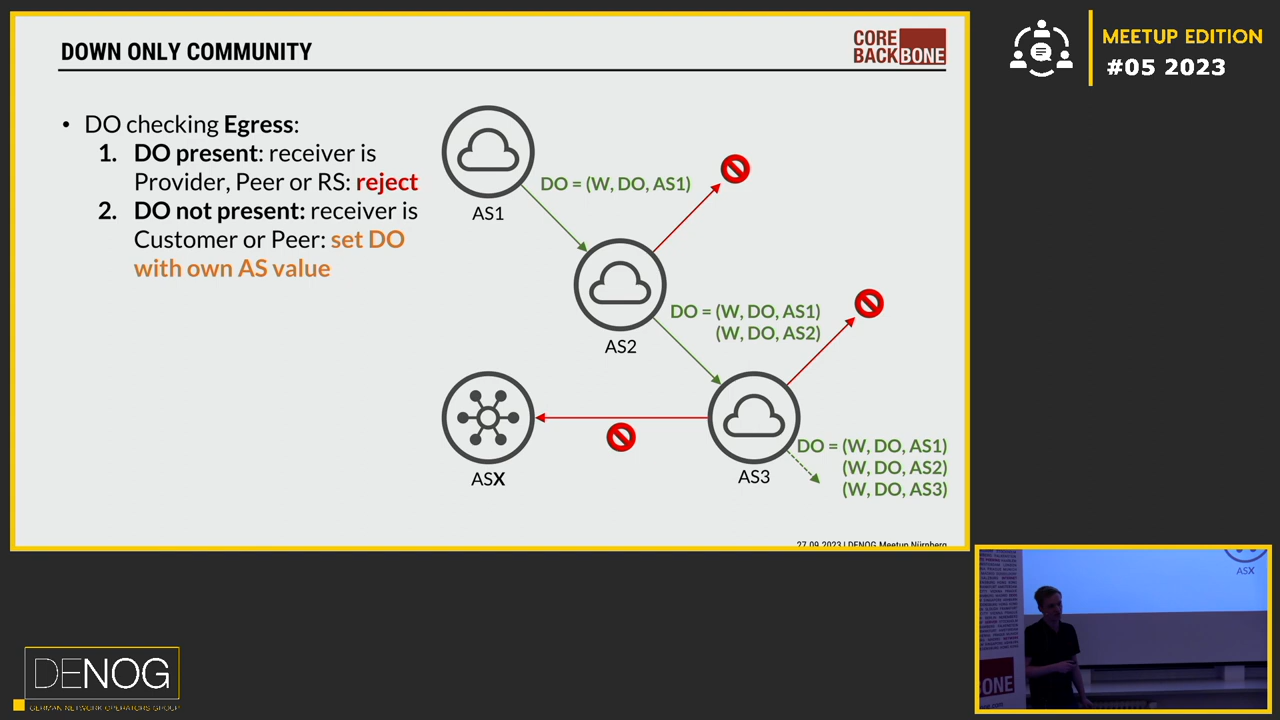 DOWN ONLY COMMUNITY
CORE
BACKBONE
MEETUP EDITION
#05 2023
• DO checking Egress:
1. DO present: receiver is
Provider, Peer or RS: reject
2. DO not present: receiver is
Customer or Peer: set DO
with own AS value
DO = (W, DO, AS1)
AS1
DO = (W, DO, AS1)
(W, DO, AS2)
AS2
DO = (W, DO, AS1)
(W, DO, AS2)
(W, DO, AS3)
AS3
ASX
27.09.2023 | DENOG Meetup Nürnberg
ASX
ONE
DENOG
GERMAN NETWORK OPERATORS GROUP